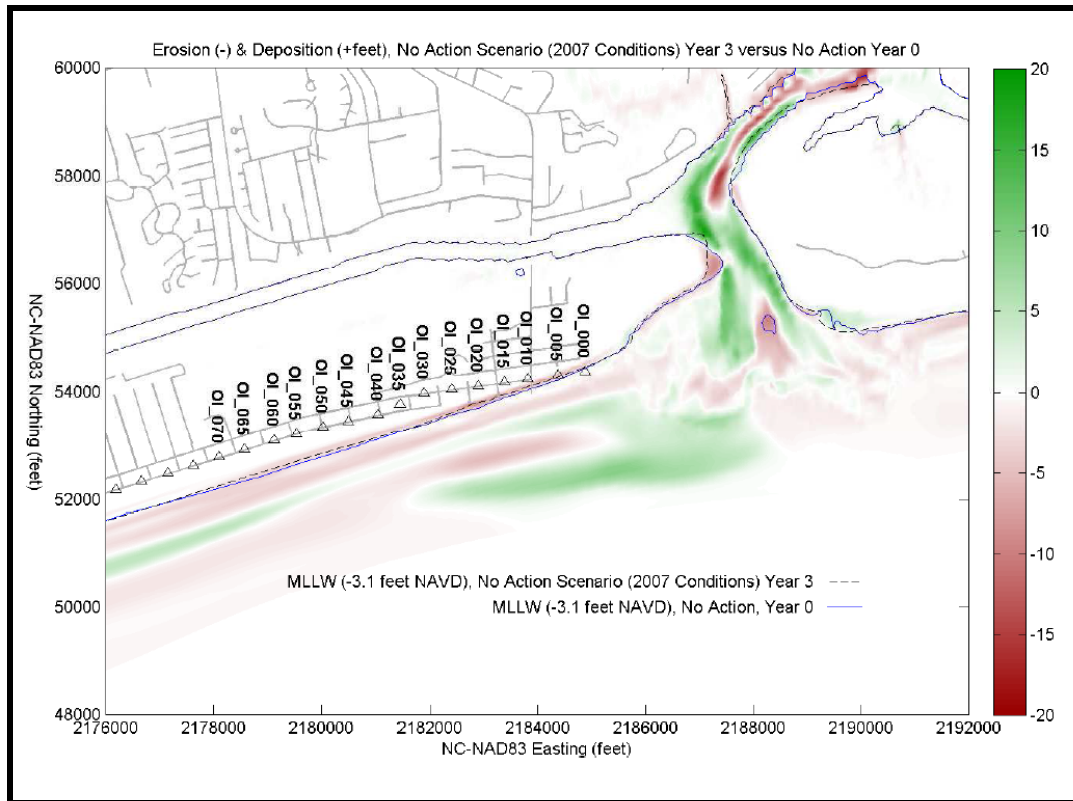 Erosion (-) & Deposition (+feet), No Action Scenario (2007 Conditions) Year 3 versus No Action Year 0
60000
58000
56000
54000
52000
50000
48000
NC-NAD83 Northing (feet)
OI_070
OI_065
OI_060
OI_055
OI_050
OI_045
OI_040
OI_035
OI_030
OI_025
OI_020
OI_015
OI_010
OI_005
OI_000
MLLW (-3.1 feet NAVD), No Action Scenario (2007 Conditions) Year 3
MLLW (-3.1 feet NAVD), No Action, Year 0
2176000 2178000 2180000 2182000 2184000 2186000 2188000 2190000 2192000
NC-NAD83 Easting (feet)
20
15
10
5
0
-5
-10
-15
-20